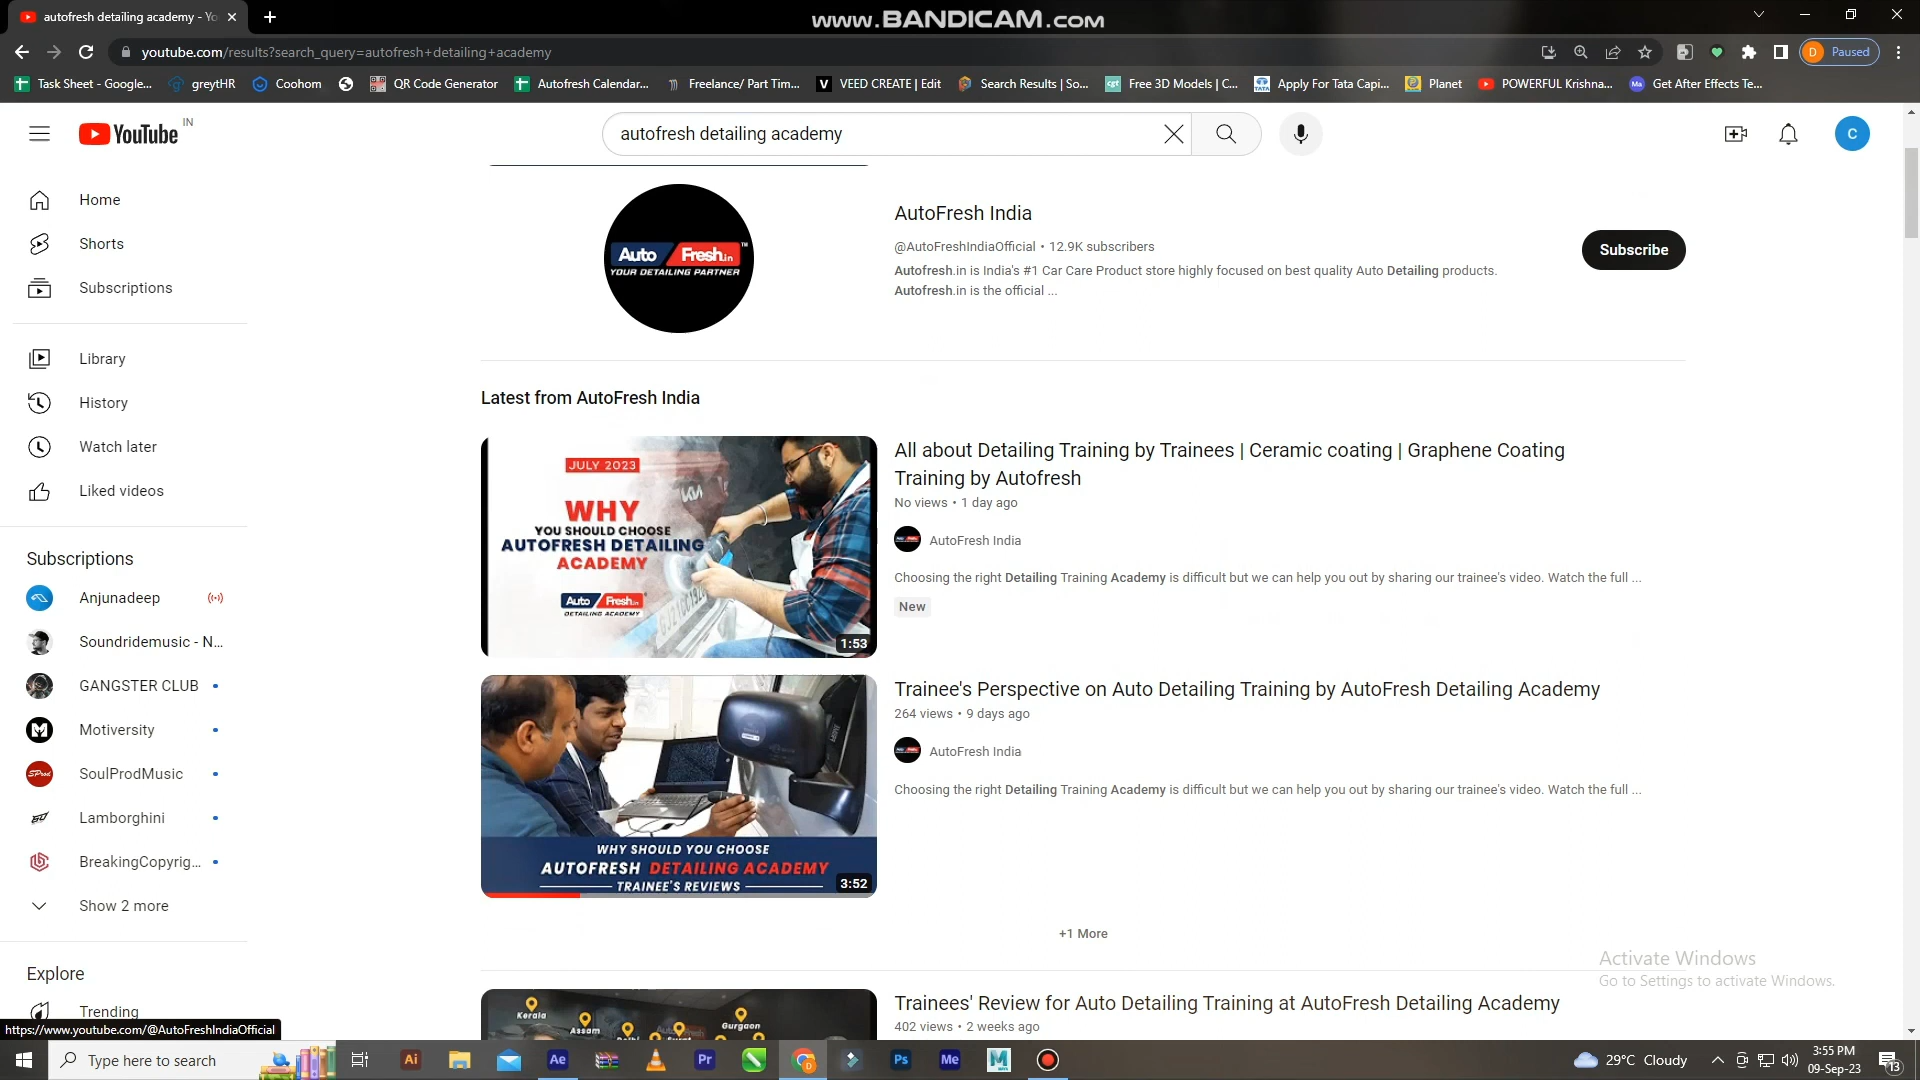 autofresh detailing academy - Yo
www.BANDICAM.com
youtube.com/results?search_query=autofresh+detailing+academy
D Paused
Task Sheet - Google...
greytHR
Coohom
QR Code Generator
Autofresh Calendar...
Freelance/ Part Tim...
VEED CREATE | Edit
Search Results | So...
Free 3D Models | C...
Apply For Tata Capi...
Planet
POWERFUL Krishna...
Get After Effects Te...
YouTube IN
autofresh detailing academy
C
Home
Shorts
Subscriptions
Library
History
Watch later
Liked videos
Subscriptions
Anjunadeep
Soundridemusic - N...
GANGSTER CLUB
Motiversity
SoulProdMusic
Lamborghini
BreakingCopyrig...
Show 2 more
Explore
Trending
https://www.youtube.com/@AutoFreshIndiaOfficial
Auto Fresh.in ™
YOUR DETAILING PARTNER
AutoFresh India
@AutoFreshIndiaOfficial • 12.9K subscribers
Autofresh.in is India's #1 Car Care Product store highly focused on best quality Auto Detailing products.
Autofresh.in is the official ...
Subscribe
Latest from AutoFresh India
JULY 2023
WHY
YOU SHOULD CHOOSE
AUTOFRESH DETAILING
ACADEMY
Auto Fresh.in
DETAILING ACADEMY
1:53
All about Detailing Training by Trainees | Ceramic coating | Graphene Coating
Training by Autofresh
No views • 1 day ago
AutoFresh India
Choosing the right Detailing Training Academy is difficult but we can help you out by sharing our trainee's video. Watch the full ...
New
WHY SHOULD YOU CHOOSE
AUTOFRESH DETAILING ACADEMY
TRAINEE'S REVIEWS
3:52
Trainee's Perspective on Auto Detailing Training by AutoFresh Detailing Academy
264 views • 9 days ago
AutoFresh India
Choosing the right Detailing Training Academy is difficult but we can help you out by sharing our trainee's video. Watch the full ...
+1 More
Kerala
Assam
Gurgaon
Trainees' Review for Auto Detailing Training at AutoFresh Detailing Academy
402 views • 2 weeks ago
Activate Windows
Go to Settings to activate Windows.
Type here to search
Ai
Ae
Pr
Ps
Me
29°C Cloudy
3:55 PM
09-Sep-23
13